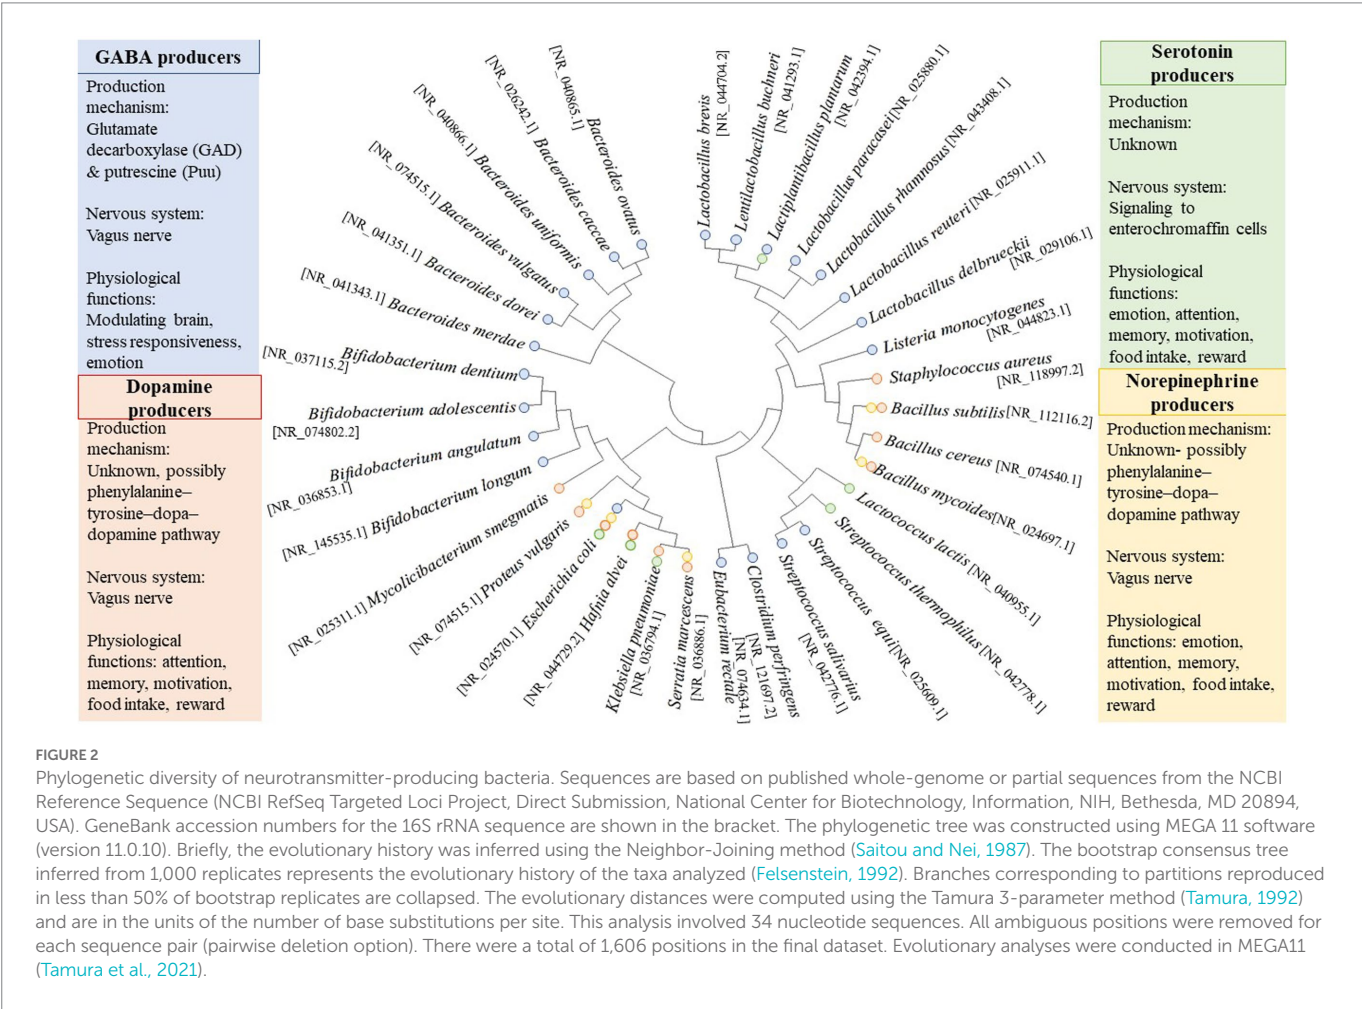 GABA producers
Production
mechanism:
Glutamate
decarboxylase (GAD)
& putrescine (Puu)
Nervous system:
Vagus nerve
Physiological
functions:
Modulating brain,
stress responsiveness,
emotion
Dopamine
producers
Production
mechanism:
Unknown, possibly
phenylalanine–
tyrosine–dopa–
dopamine pathway
Nervous system:
Vagus nerve
Physiological
functions: attention,
memory, motivation,
food intake, reward
[NR_040865.1] Bacteroides ovatus
[NR_026242.1] Bacteroides caccae
[NR_040866.1] Bacteroides uniformis
[NR_074515.1] Bacteroides vulgatus
[NR_041351.1] Bacteroides dorei
[NR_041343.1] Bacteroides merdae
[NR_037115.2] Bifidobacterium dentium
Bifidobacterium adolescentis
[NR_074802.2]
Bifidobacterium angulatum
[NR_036853.1]
[NR_145535.1] Bifidobacterium longum
[NR_025311.1] Mycolicibacterium smegmatis
[NR_074515.1] Proteus vulgaris
[NR_024570.1] Escherichia coli
[NR_044729.2] Hafnia alvei
Klebsiella pneumoniae
[NR_036794.1]
Serratia marcescens
[NR_036886.1]
Eubacterium rectale
[NR_074634.1]
Clostridium perfringens
[NR_121697.2]
Streptococcus salivarius
[NR_042776.1]
Streptococcus equi[NR_025609.1]
Streptococcus thermophilus [NR_042778.1]
Lactococcus lactis [NR_040955.1]
Bacillus mycoides[NR_024697.1]
Bacillus cereus [NR_074540.1]
Bacillus subtilis[NR_112116.2]
Staphylococcus aureus
[NR_118997.2]
Listeria monocytogenes
[NR_044823.1]
Lactobacillus delbrueckii
[NR_029106.1]
Lactobacillus reuteri [NR_025911.1]
Lactobacillus rhamnosus [NR_043408.1]
Lactobacillus paracasei[NR_025880.1]
Lactiplantibacillus plantarum
[NR_042394.1]
Lentilactobacillus buchneri
[NR_041293.1]
Lactobacillus brevis
[NR_044704.2]
Serotonin
producers
Production
mechanism:
Unknown
Nervous system:
Signaling to
enterochromaffin cells
Physiological
functions:
emotion, attention,
memory, motivation,
food intake, reward
Norepinephrine
producers
Production mechanism:
Unknown- possibly
phenylalanine–
tyrosine–dopa–
dopamine pathway
Nervous system:
Vagus nerve
Physiological
functions: emotion,
attention, memory,
motivation, food intake,
reward
FIGURE 2
Phylogenetic diversity of neurotransmitter-producing bacteria. Sequences are based on published whole-genome or partial sequences from the NCBI
Reference Sequence (NCBI RefSeq Targeted Loci Project, Direct Submission, National Center for Biotechnology, Information, NIH, Bethesda, MD 20894,
USA). GeneBank accession numbers for the 16S rRNA sequence are shown in the bracket. The phylogenetic tree was constructed using MEGA 11 software
(version 11.0.10). Briefly, the evolutionary history was inferred using the Neighbor-Joining method (Saitou and Nei, 1987). The bootstrap consensus tree
inferred from 1,000 replicates represents the evolutionary history of the taxa analyzed (Felsenstein, 1992). Branches corresponding to partitions reproduced
in less than 50% of bootstrap replicates are collapsed. The evolutionary distances were computed using the Tamura 3-parameter method (Tamura, 1992)
and are in the units of the number of base substitutions per site. This analysis involved 34 nucleotide sequences. All ambiguous positions were removed for
each sequence pair (pairwise deletion option). There were a total of 1,606 positions in the final dataset. Evolutionary analyses were conducted in MEGA11
(Tamura et al., 2021).